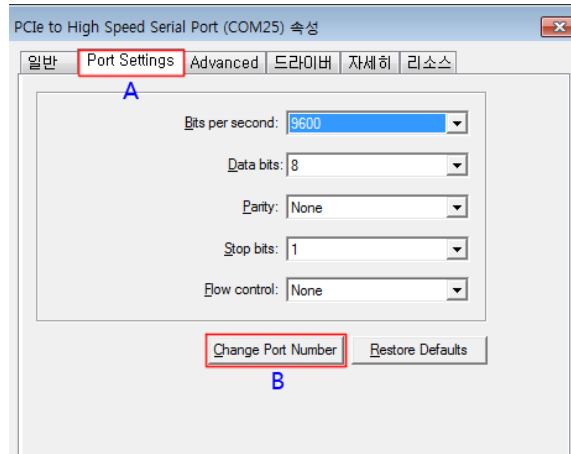 PCIe to High Speed Serial Port (COM25) 속성
일반 Port Settings Advanced 드라이버 자세히 리소스
A
Bits per second: 9600
Data bits: 8
Parity: None
Stop bits: 1
Flow control: None
Change Port Number Restore Defaults
B